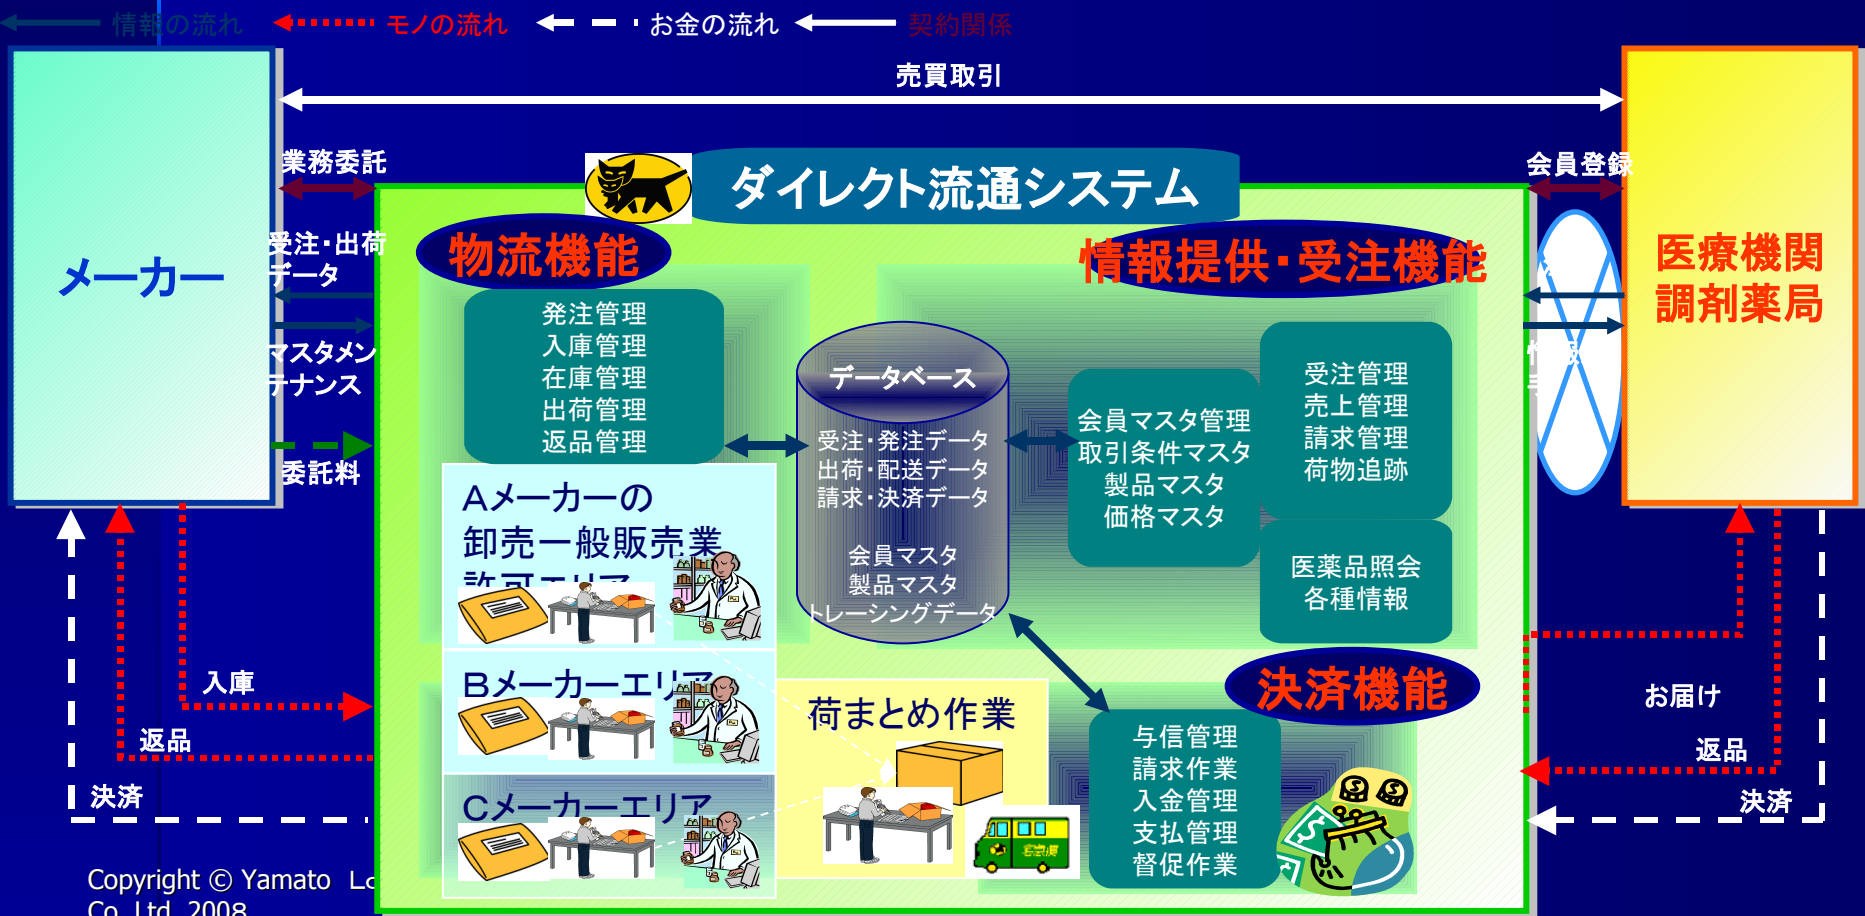 情報の流れ
モノの流れ
お金の流れ
契約関係
売買取引
業務委託
会員登録
ダイレクト流通システム
メーカー
受注・出荷
データ
マスタメン
テナンス
委託料
物流機能
発注管理
入庫管理
在庫管理
出荷管理
返品管理
データベース
受注・発注データ
出荷・配送データ
請求・決済データ
会員マスタ
製品マスタ
トレーシングデータ
情報提供・受注機能
会員マスタ管理
取引条件マスタ
製品マスタ
価格マスタ
受注管理
売上管理
請求管理
荷物追跡
医薬品照会
各種情報
医療機関
調剤薬局
Aメーカーの
卸売一般販売業
許可エリア
Bメーカーエリア
Cメーカーエリア
荷まとめ作業
宅急便
決済機能
与信管理
請求作業
入金管理
支払管理
督促作業
入庫
返品
決済
お届け
返品
決済
Copyright © Yamato
Co. Ltd. 2008